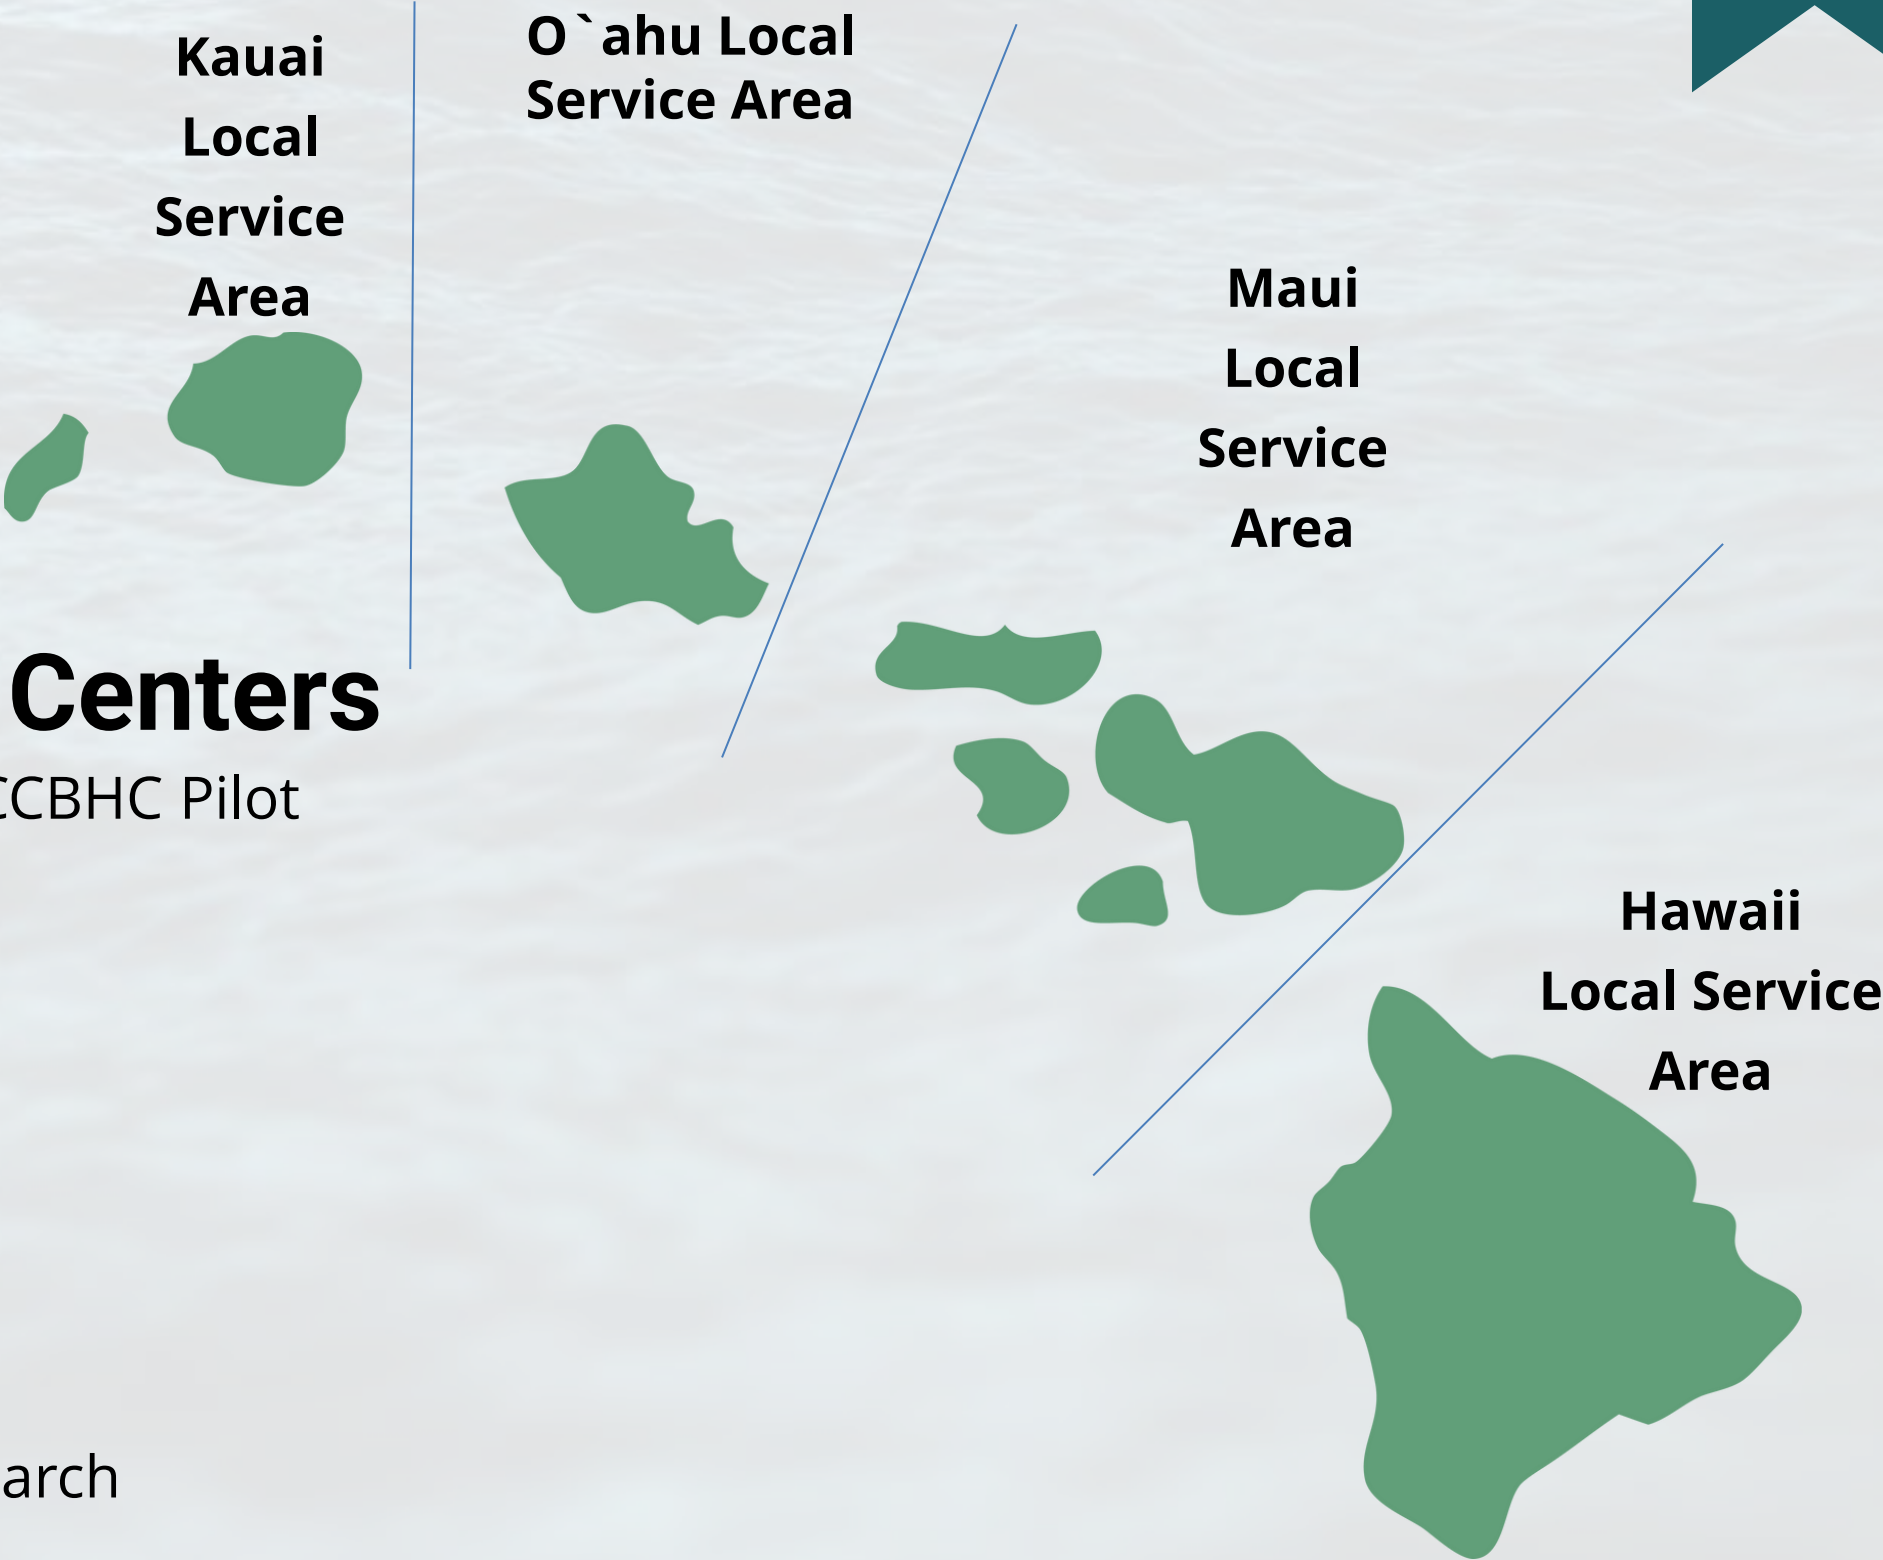 Kauai
Local
Service
Area
O`ahu Local
Service Area
Maui
Local
Service
Area
Centers
CCBHC Pilot
Hawaii
Local Service
Area
arch